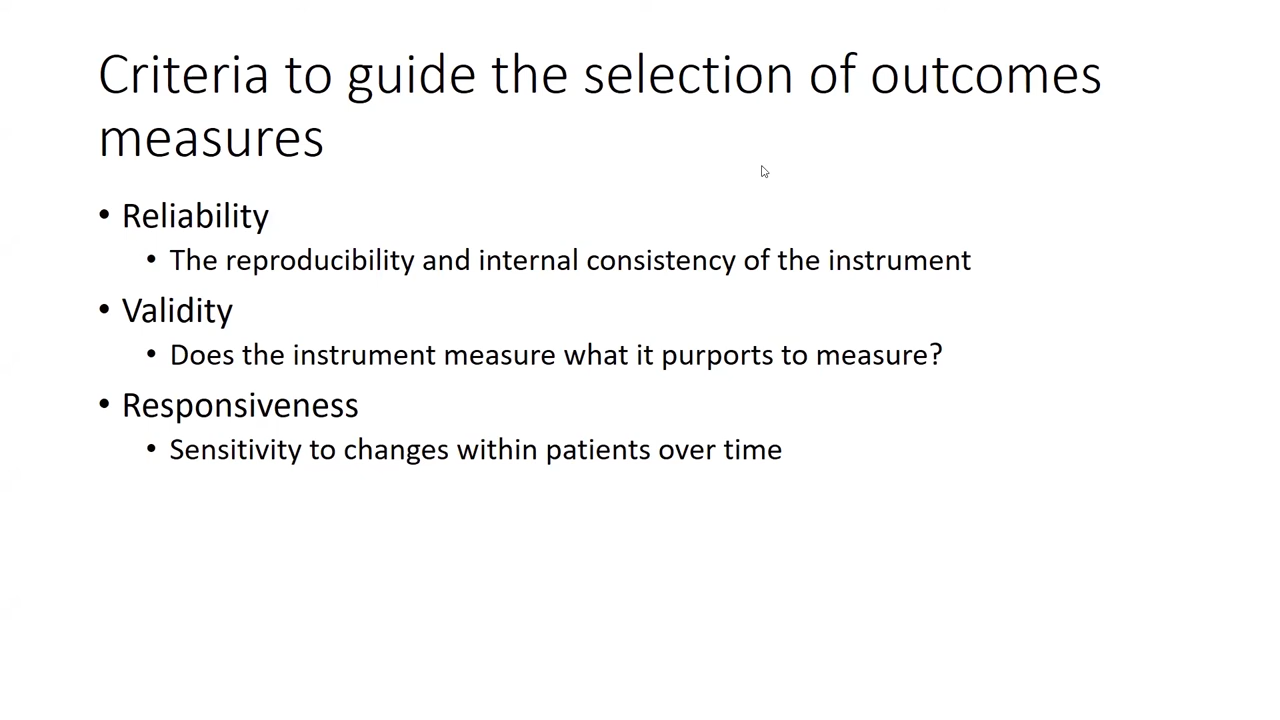 Criteria to guide the selection of outcomes
measures
• Reliability
• The reproducibility and internal consistency of the instrument
• Validity
• Does the instrument measure what it purports to measure?
• Responsiveness
• Sensitivity to changes within patients over time